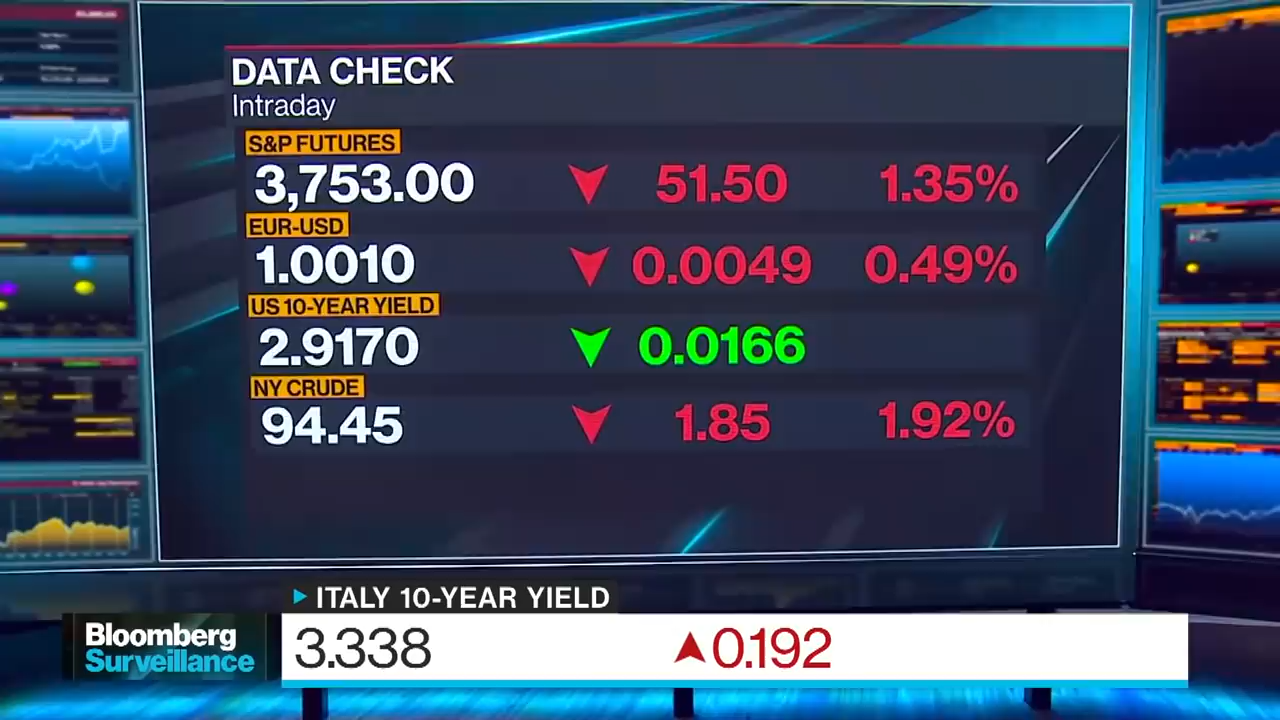 DATA CHECK
Intraday
S&P FUTURES
3,753.00 51.50 1.35%
EUR-USD
1.0010 0.0049 0.49%
US 10-YEAR YIELD
2.9170 0.0166
NY CRUDE
94.45 1.85 1.92%
ITALY 10-YEAR YIELD
Bloomberg
Surveillance
3.338 0.192